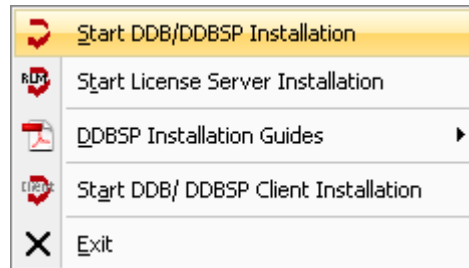 Start DDB/DDBSP Installation
RLM Start License Server Installation
DDBSP Installation Guides
Client Start DDB/ DDBSP Client Installation
Exit